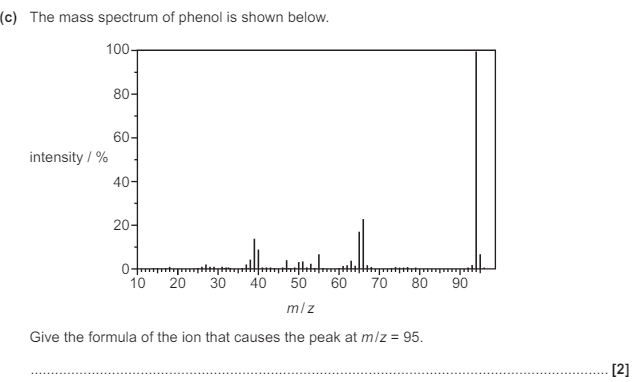 (c) The mass spectrum of phenol is shown below.
100
80
60
intensity / %
40
20
0
10 20 30 40 50 60 70 80 90
m/z
Give the formula of the ion that causes the peak at m/z = 95.
.................................................................................................................................................. [2]